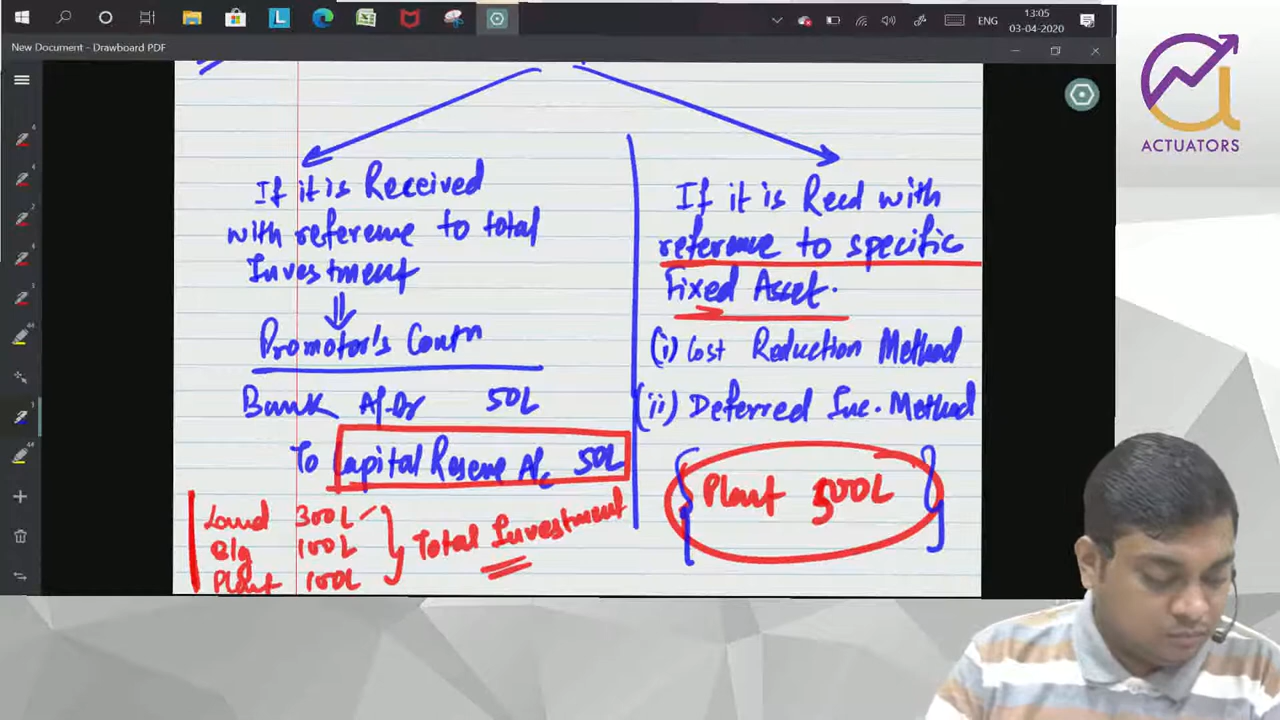 13:05
ENG
03-04-2020
New Document - Drawboard PDF
ACTUATORS
If it is Received
with reference to total
Investment
⇓
Promotor's Contn
Bank A/c Dr 50L
To Capital Reserve A/c 50L
Land 300L
Blg 100L
Plant 100L
Total Investment
If it is Recd with
reference to specific
Fixed Asset.
(i) Cost Reduction Method
(ii) Deferred Inc. Method
Plant 500L